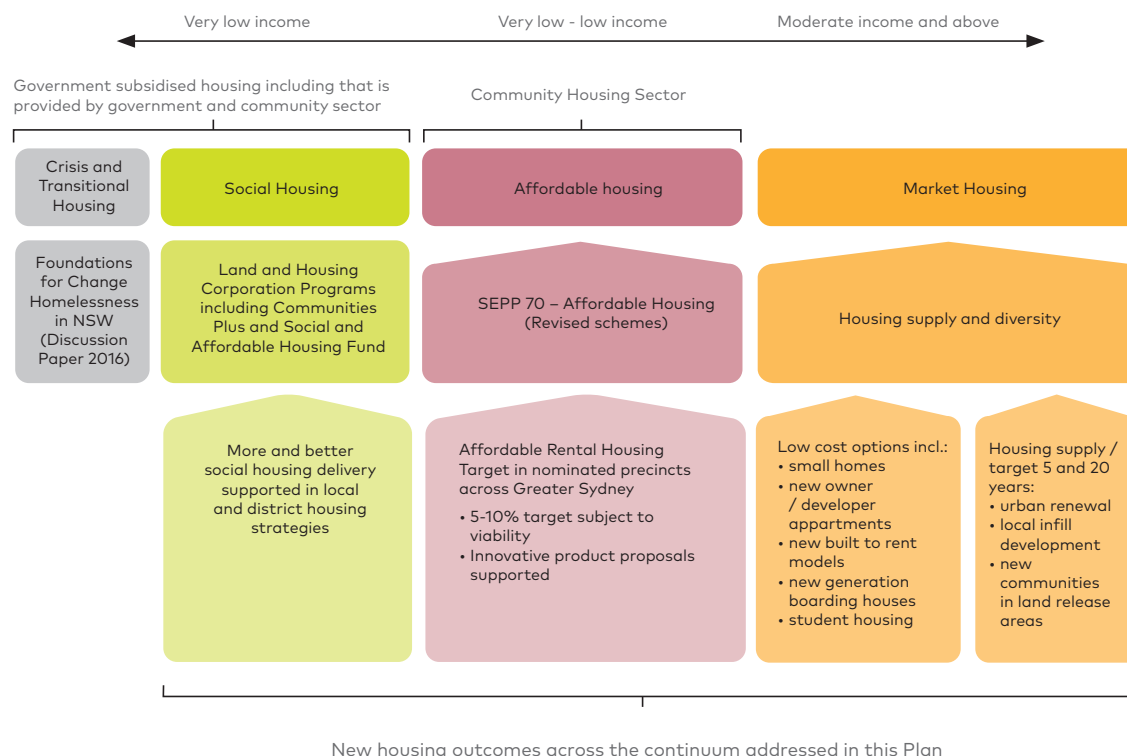 Very low income
Very low - low income
Moderate income and above
Government subsidised housing including that is
provided by government and community sector
Community Housing Sector
Crisis and
Transitional
Housing
Social Housing
Affordable housing
Market Housing
Foundations
for Change
Homelessness
in NSW
(Discussion
Paper 2016)
Land and Housing
Corporation Programs
including Communities
Plus and Social and
Affordable Housing Fund
SEPP 70 – Affordable Housing
(Revised schemes)
Housing supply and diversity
More and better
social housing delivery
supported in local
and district housing
strategies
Affordable Rental Housing
Target in nominated precincts
across Greater Sydney
• 5-10% target subject to
viability
• Innovative product proposals
supported
Low cost options incl.:
• small homes
• new owner
/ developer
appartments
• new built to rent
models
• new generation
boarding houses
• student housing
Housing supply /
target 5 and 20
years:
• urban renewal
• local infill
development
• new
communities
in land release
areas
New housing outcomes across the continuum addressed in this Plan